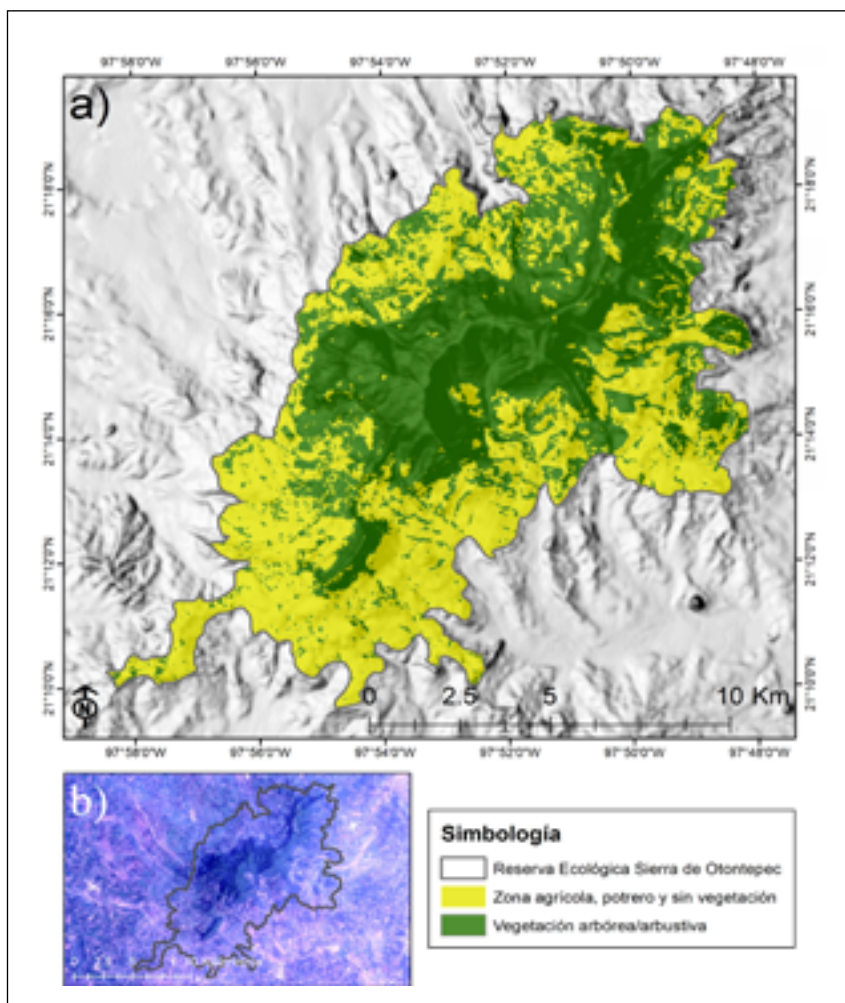 97°58'0"W 97°56'0"W 97°54'0"W 97°52'0"W 97°50'0"W 97°48'0"W
a)
21°18'0"N 21°18'0"N
21°16'0"N 21°16'0"N
21°14'0"N 21°14'0"N
21°12'0"N 21°12'0"N
21°10'0"N 21°10'0"N
N
0 2.5 5 10 Km
97°58'0"W 97°56'0"W 97°54'0"W 97°52'0"W 97°50'0"W 97°48'0"W
b)
Simbología
Reserva Ecológica Sierra de Otontepec
Zona agrícola, potrero y sin vegetación
Vegetación arbórea/arbustiva